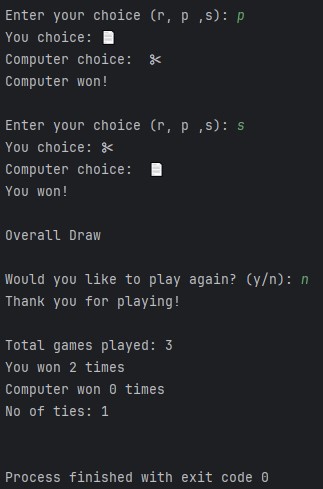 Enter your choice (r, p ,s): p
You choice: 📄
Computer choice:  ✂
Computer won!
Enter your choice (r, p ,s): s
You choice: ✂
Computer choice:  📄
You won!
Overall Draw
Would you like to play again? (y/n): n
Thank you for playing!
Total games played: 3
You won 2 times
Computer won 0 times
No of ties: 1
Process finished with exit code 0